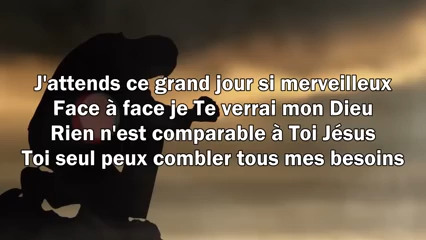 J'attends ce grand jour si merveilleux
Face à face je Te verrai mon Dieu
Rien n'est comparable à Toi Jésus
Toi seul peux combler tous mes besoins